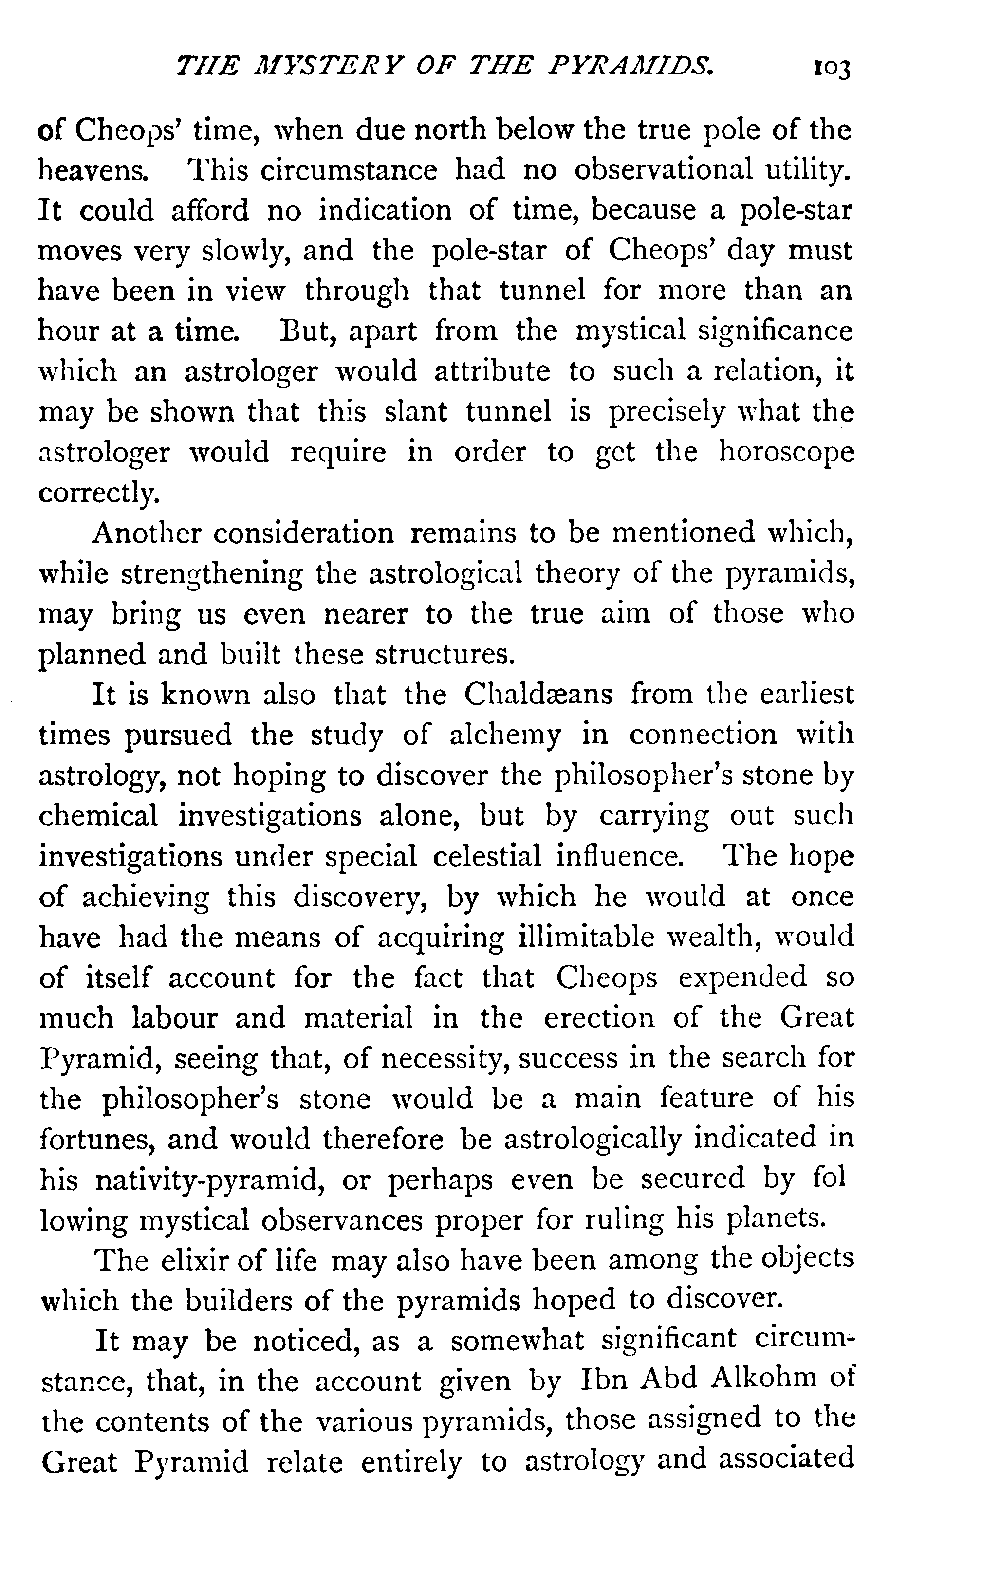 THE MYSTERY OF THE PYRAMIDS. 103
of Cheops' time, when due north below the true pole of the
heavens. This circumstance had no observational utility.
It could afford no indication of time, because a pole-star
moves very slowly, and the pole-star of Cheops' day must
have been in view through that tunnel for more than an
hour at a time. But, apart from the mystical significance
which an astrologer would attribute to such a relation, it
may be shown that this slant tunnel is precisely what the
astrologer would require in order to get the horoscope
correctly.
Another consideration remains to be mentioned which,
while strengthening the astrological theory of the pyramids,
may bring us even nearer to the true aim of those who
planned and built these structures.
It is known also that the Chaldæans from the earliest
times pursued the study of alchemy in connection with
astrology, not hoping to discover the philosopher's stone by
chemical investigations alone, but by carrying out such
investigations under special celestial influence. The hope
of achieving this discovery, by which he would at once
have had the means of acquiring illimitable wealth, would
of itself account for the fact that Cheops expended so
much labour and material in the erection of the Great
Pyramid, seeing that, of necessity, success in the search for
the philosopher's stone would be a main feature of his
fortunes, and would therefore be astrologically indicated in
his nativity-pyramid, or perhaps even be secured by fol
lowing mystical observances proper for ruling his planets.
The elixir of life may also have been among the objects
which the builders of the pyramids hoped to discover.
It may be noticed, as a somewhat significant circum-
stance, that, in the account given by Ibn Abd Alkohm of
the contents of the various pyramids, those assigned to the
Great Pyramid relate entirely to astrology and associated